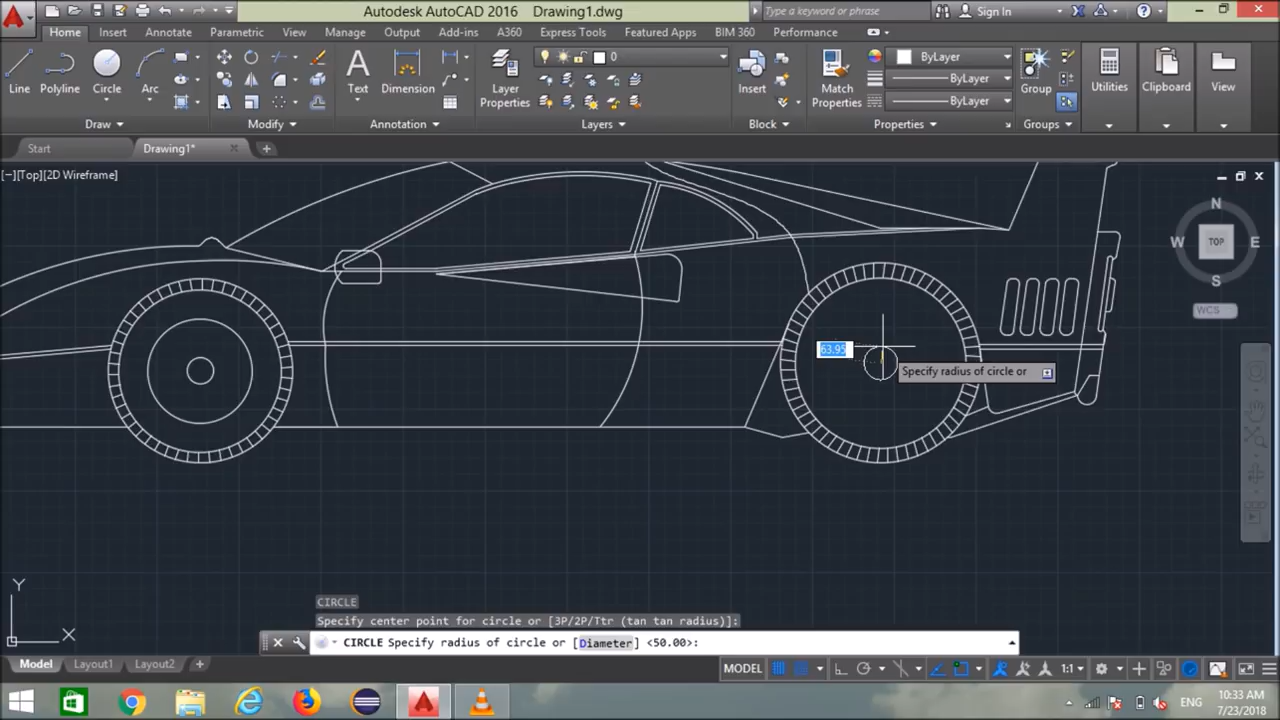 Autodesk AutoCAD 2016 Drawing1.dwg
Type a keyword or phrase
Sign In
Home Insert Annotate Parametric View Manage Output Add-ins A360 Express Tools Featured Apps BIM 360 Performance
0
ByLayer
ByLayer
ByLayer
Line Polyline Circle Arc
Text Dimension
Layer Properties
Insert
Match Properties
Group Utilities Clipboard View
Draw Modify Annotation Layers Block Properties Groups
Start Drawing1*
[−][Top][2D Wireframe]
N
W TOP E
S
WCS
63.95
Specify radius of circle or
Y
X
CIRCLE
Specify center point for circle or [3P/2P/Ttr (tan tan radius)]:
CIRCLE Specify radius of circle or [Diameter] <50.00>:
Model Layout1 Layout2
MODEL 1:1
ENG
10:33 AM
7/23/2018